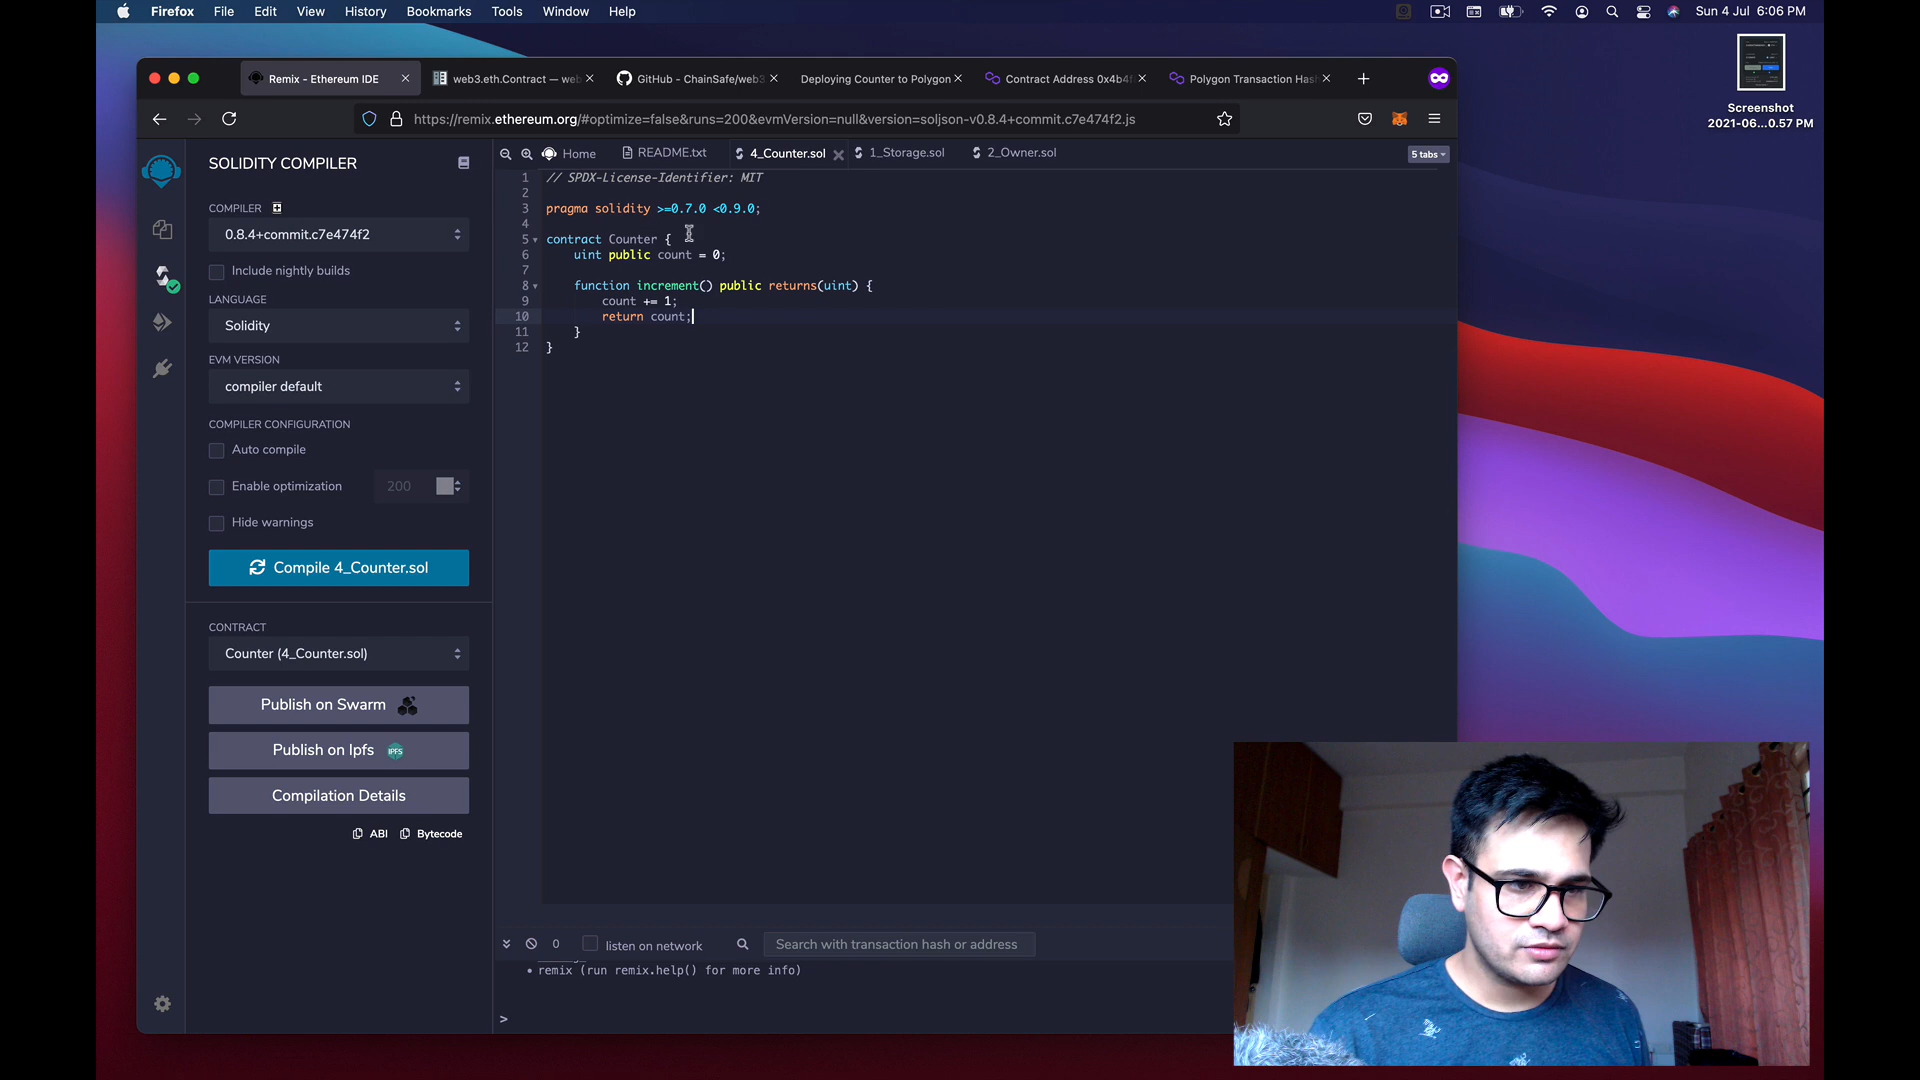 Firefox File Edit View History Bookmarks Tools Window Help Sun 4 Jul 6:06 PM
Screenshot
2021-06...0.57 PM
Remix - Ethereum IDE
web3.eth.Contract — web
GitHub - ChainSafe/web3
Deploying Counter to Polygon
Contract Address 0x4b4f
Polygon Transaction Has
https://remix.ethereum.org/#optimize=false&runs=200&evmVersion=null&version=soljson-v0.8.4+commit.c7e474f2.js
SOLIDITY COMPILER
COMPILER
0.8.4+commit.c7e474f2
Include nightly builds
LANGUAGE
Solidity
EVM VERSION
compiler default
COMPILER CONFIGURATION
Auto compile
Enable optimization 200
Hide warnings
Compile 4_Counter.sol
CONTRACT
Counter (4_Counter.sol)
Publish on Swarm
Publish on Ipfs IPFS
Compilation Details
ABI Bytecode
Home README.txt 4_Counter.sol 1_Storage.sol 2_Owner.sol 5 tabs
1 // SPDX-License-Identifier: MIT
2
3 pragma solidity >=0.7.0 <0.9.0;
4
5 contract Counter {
6 uint public count = 0;
7
8 function increment() public returns(uint) {
9 count += 1;
10 return count;
11 }
12 }
0 listen on network Search with transaction hash or address
• remix (run remix.help() for more info)
>